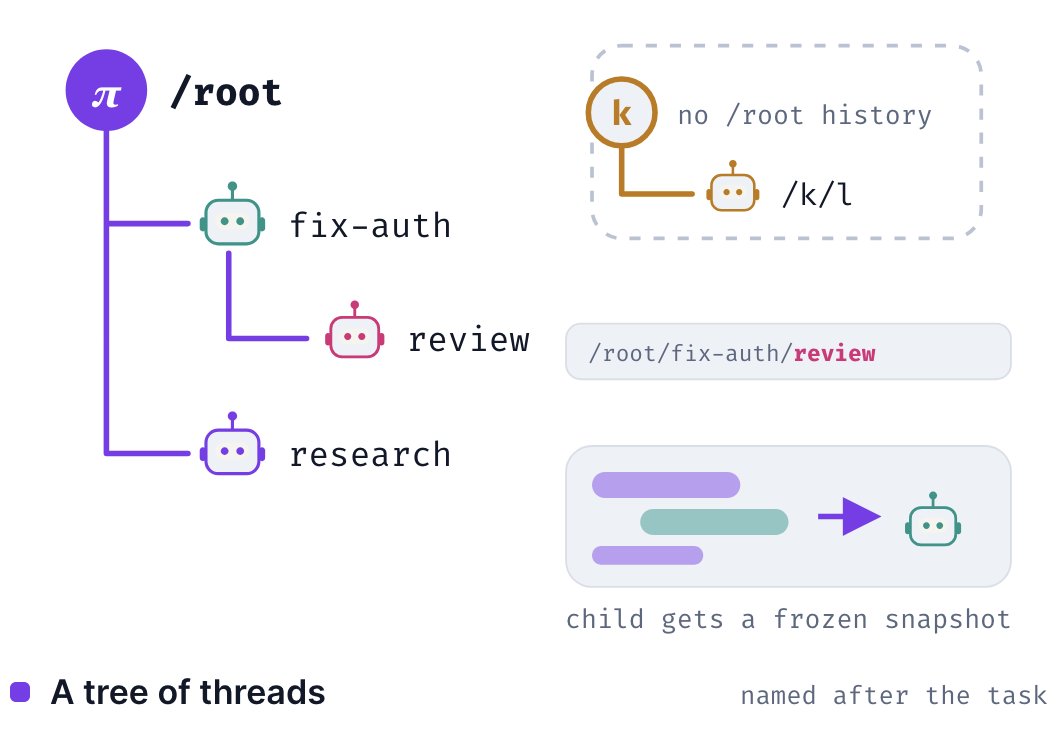 π /root
fix-auth
review
research
k no /root history
/k/l
/root/fix-auth/review
child gets a frozen snapshot
A tree of threads
named after the task